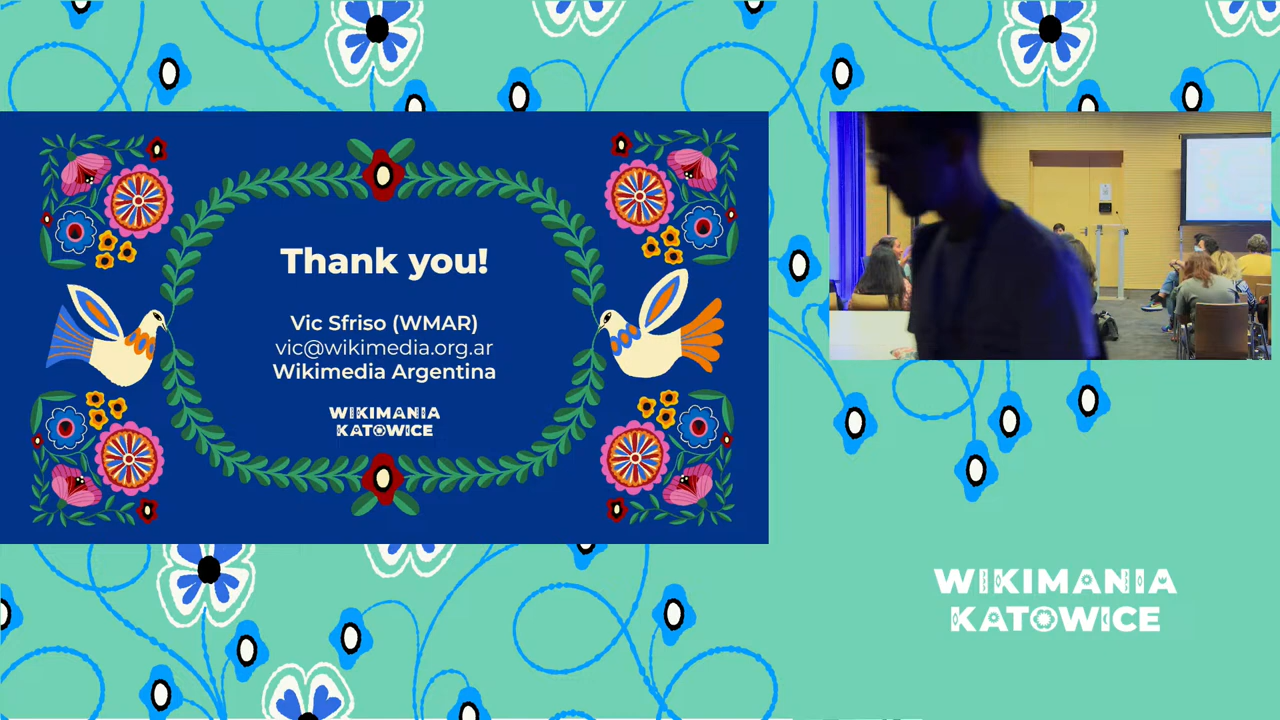 Thank you!
Vic Sfriso (WMAR)
vic@wikimedia.org.ar
Wikimedia Argentina
WIKIMANIA
KATOWICE
WIKIMANIA
KATOWICE